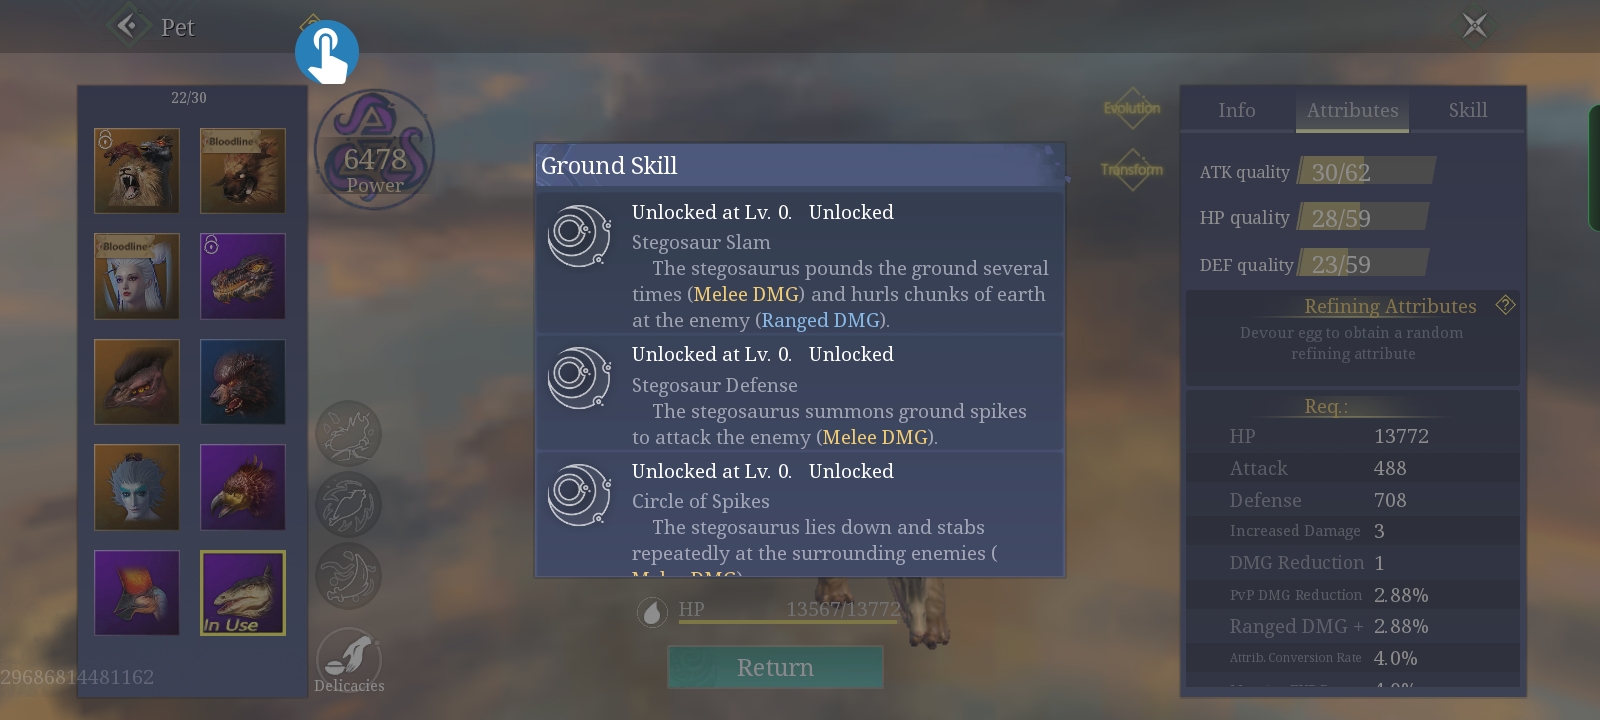 Pet
22/30
Bloodline
Bloodline
In Use
6478
Power
Delicacies
29686814481162
Evolution
Transform
Ground Skill
Unlocked at Lv. 0. Unlocked
Stegosaur Slam
The stegosaurus pounds the ground several
times (Melee DMG) and hurls chunks of earth
at the enemy (Ranged DMG).
Unlocked at Lv. 0. Unlocked
Stegosaur Defense
The stegosaurus summons ground spikes
to attack the enemy (Melee DMG).
Unlocked at Lv. 0. Unlocked
Circle of Spikes
The stegosaurus lies down and stabs
repeatedly at the surrounding enemies (
Melee DMG)
HP 13567/13772
Return
Info Attributes Skill
ATK quality 30/62
HP quality 28/59
DEF quality 23/59
Refining Attributes ?
Devour egg to obtain a random
refining attribute
Req.:
HP 13772
Attack 488
Defense 708
Increased Damage 3
DMG Reduction 1
PvP DMG Reduction 2.88%
Ranged DMG + 2.88%
Attrib. Conversion Rate 4.0%